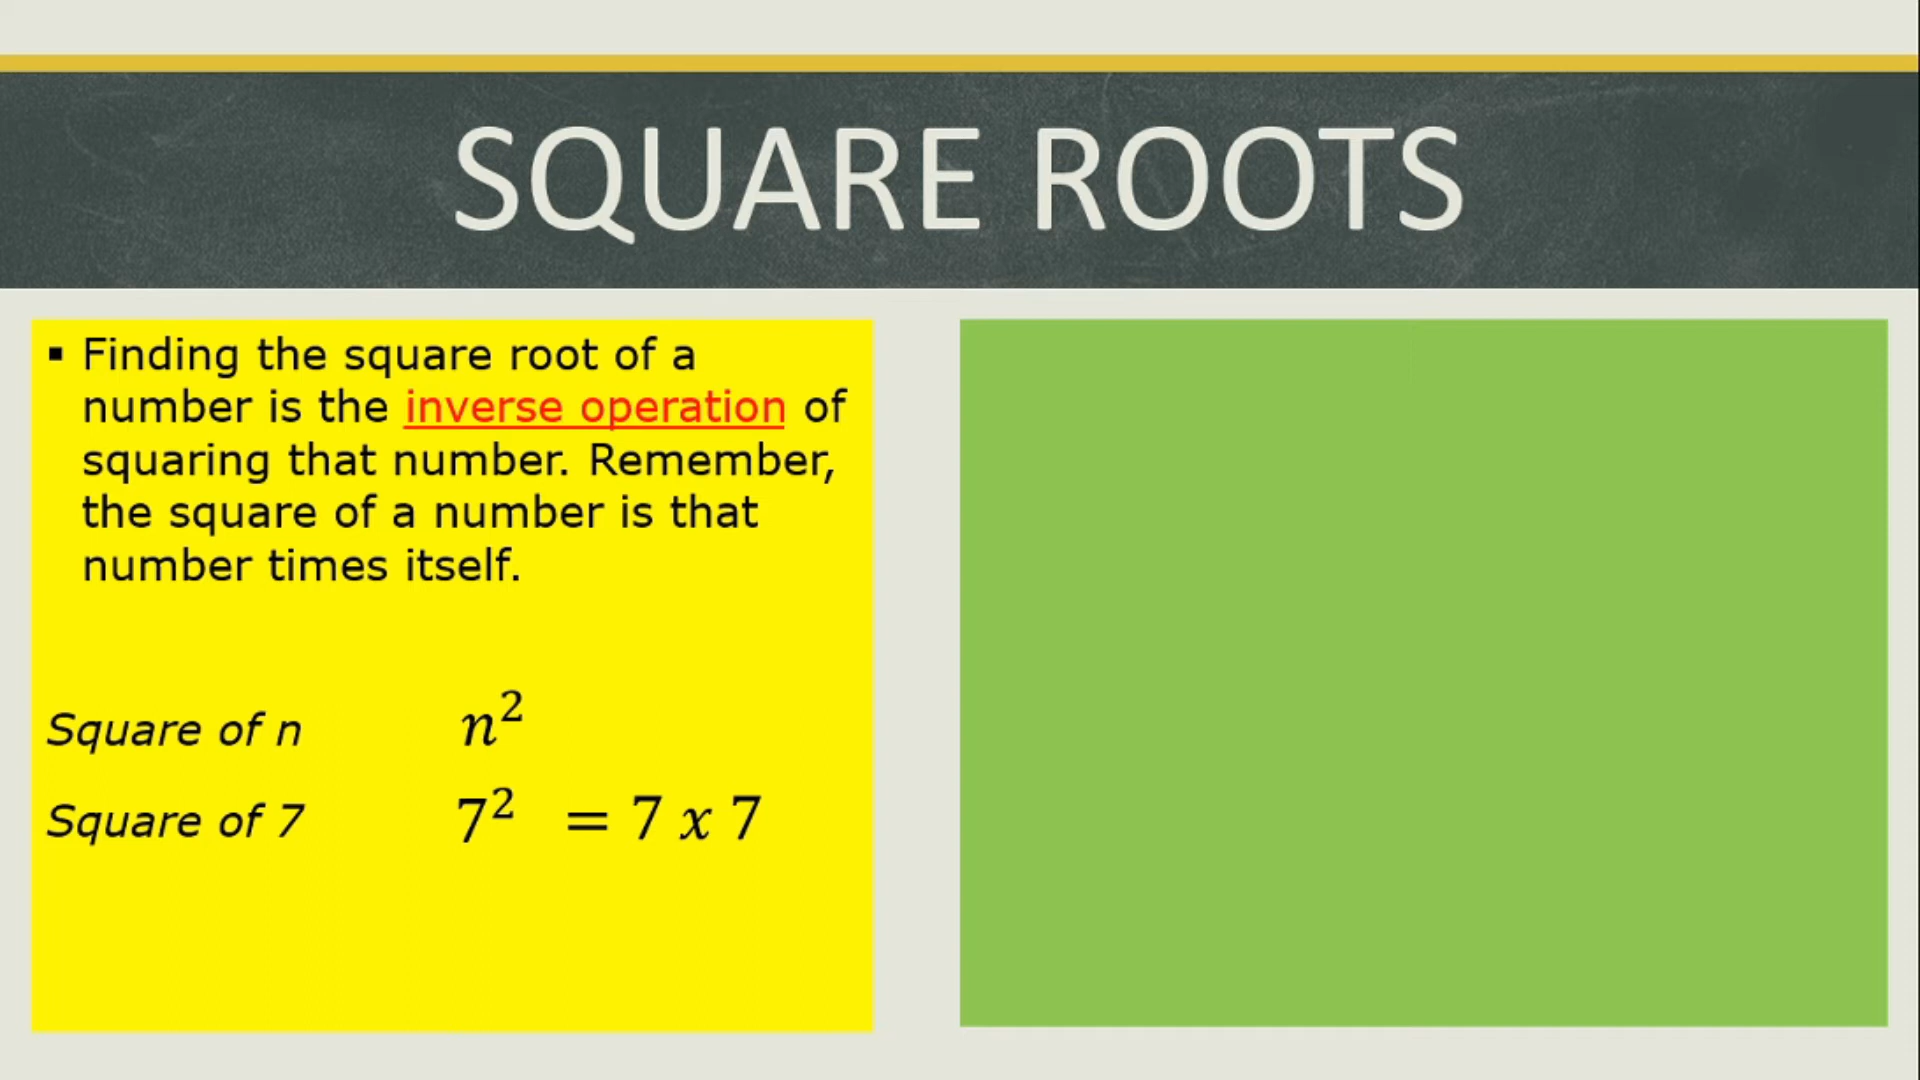 SQUARE ROOTS
▪ Finding the square root of a
number is the inverse operation of
squaring that number. Remember,
the square of a number is that
number times itself.
Square of n n²
Square of 7 7² = 7 x 7